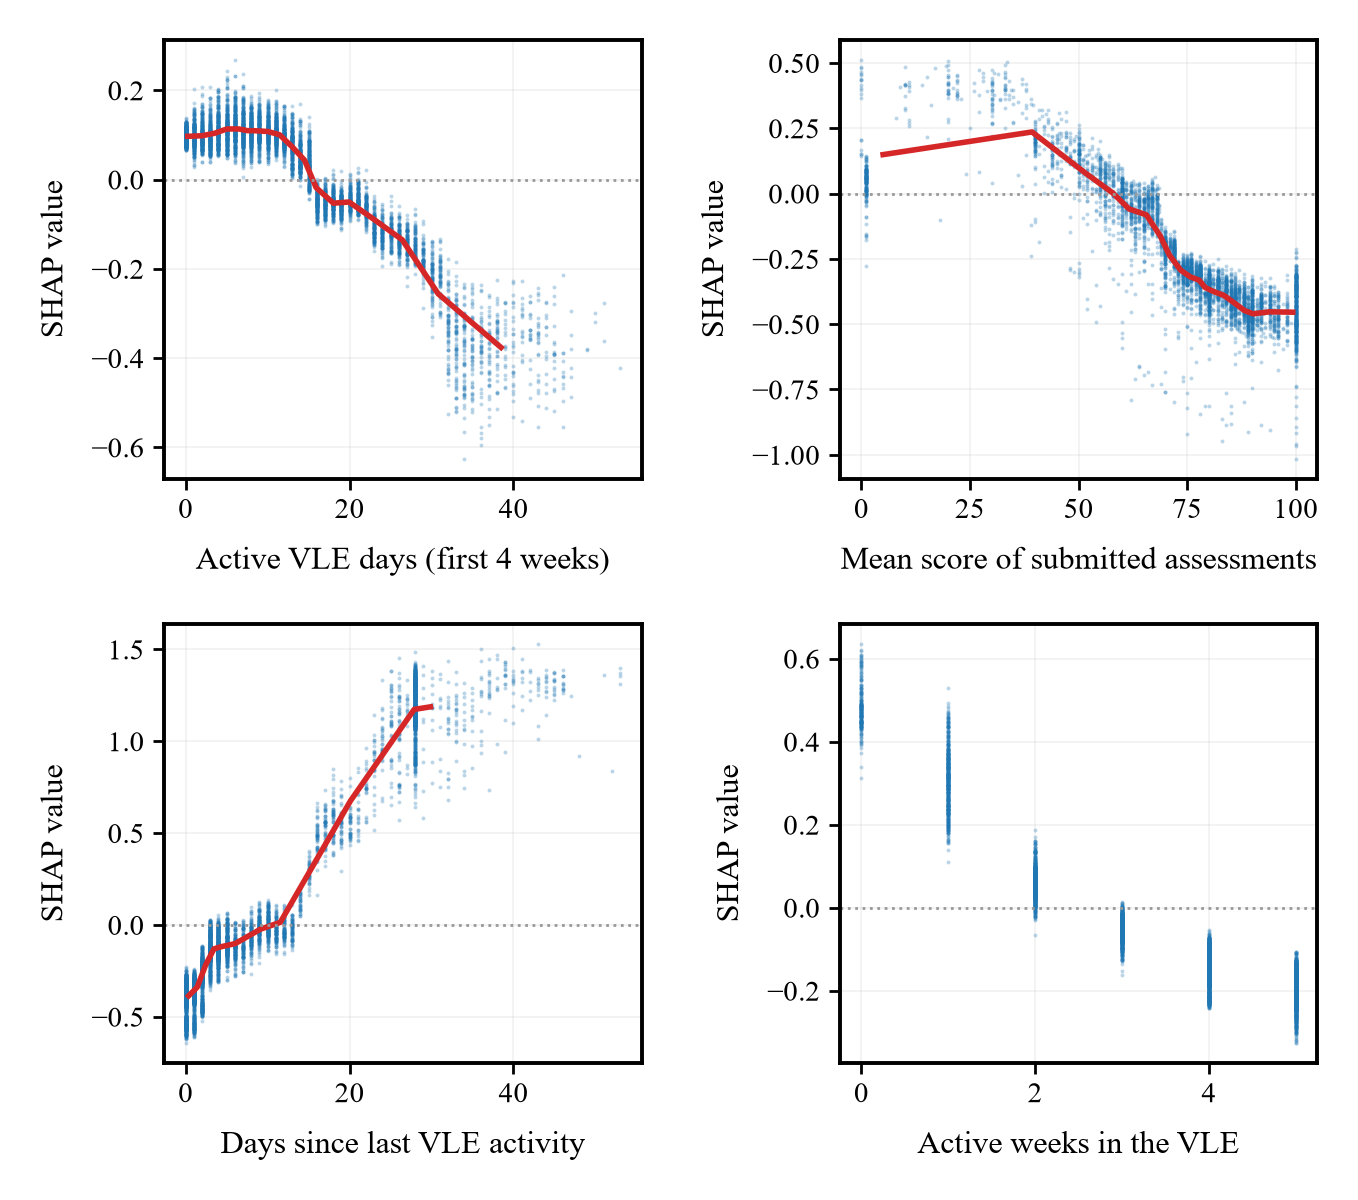 0.2
0.0
−0.2
−0.4
−0.6
SHAP value
0 20 40
Active VLE days (first 4 weeks)
0.50
0.25
0.00
−0.25
−0.50
−0.75
−1.00
SHAP value
0 25 50 75 100
Mean score of submitted assessments
1.5
1.0
0.5
0.0
−0.5
SHAP value
0 20 40
Days since last VLE activity
0.6
0.4
0.2
0.0
−0.2
SHAP value
0 2 4
Active weeks in the VLE